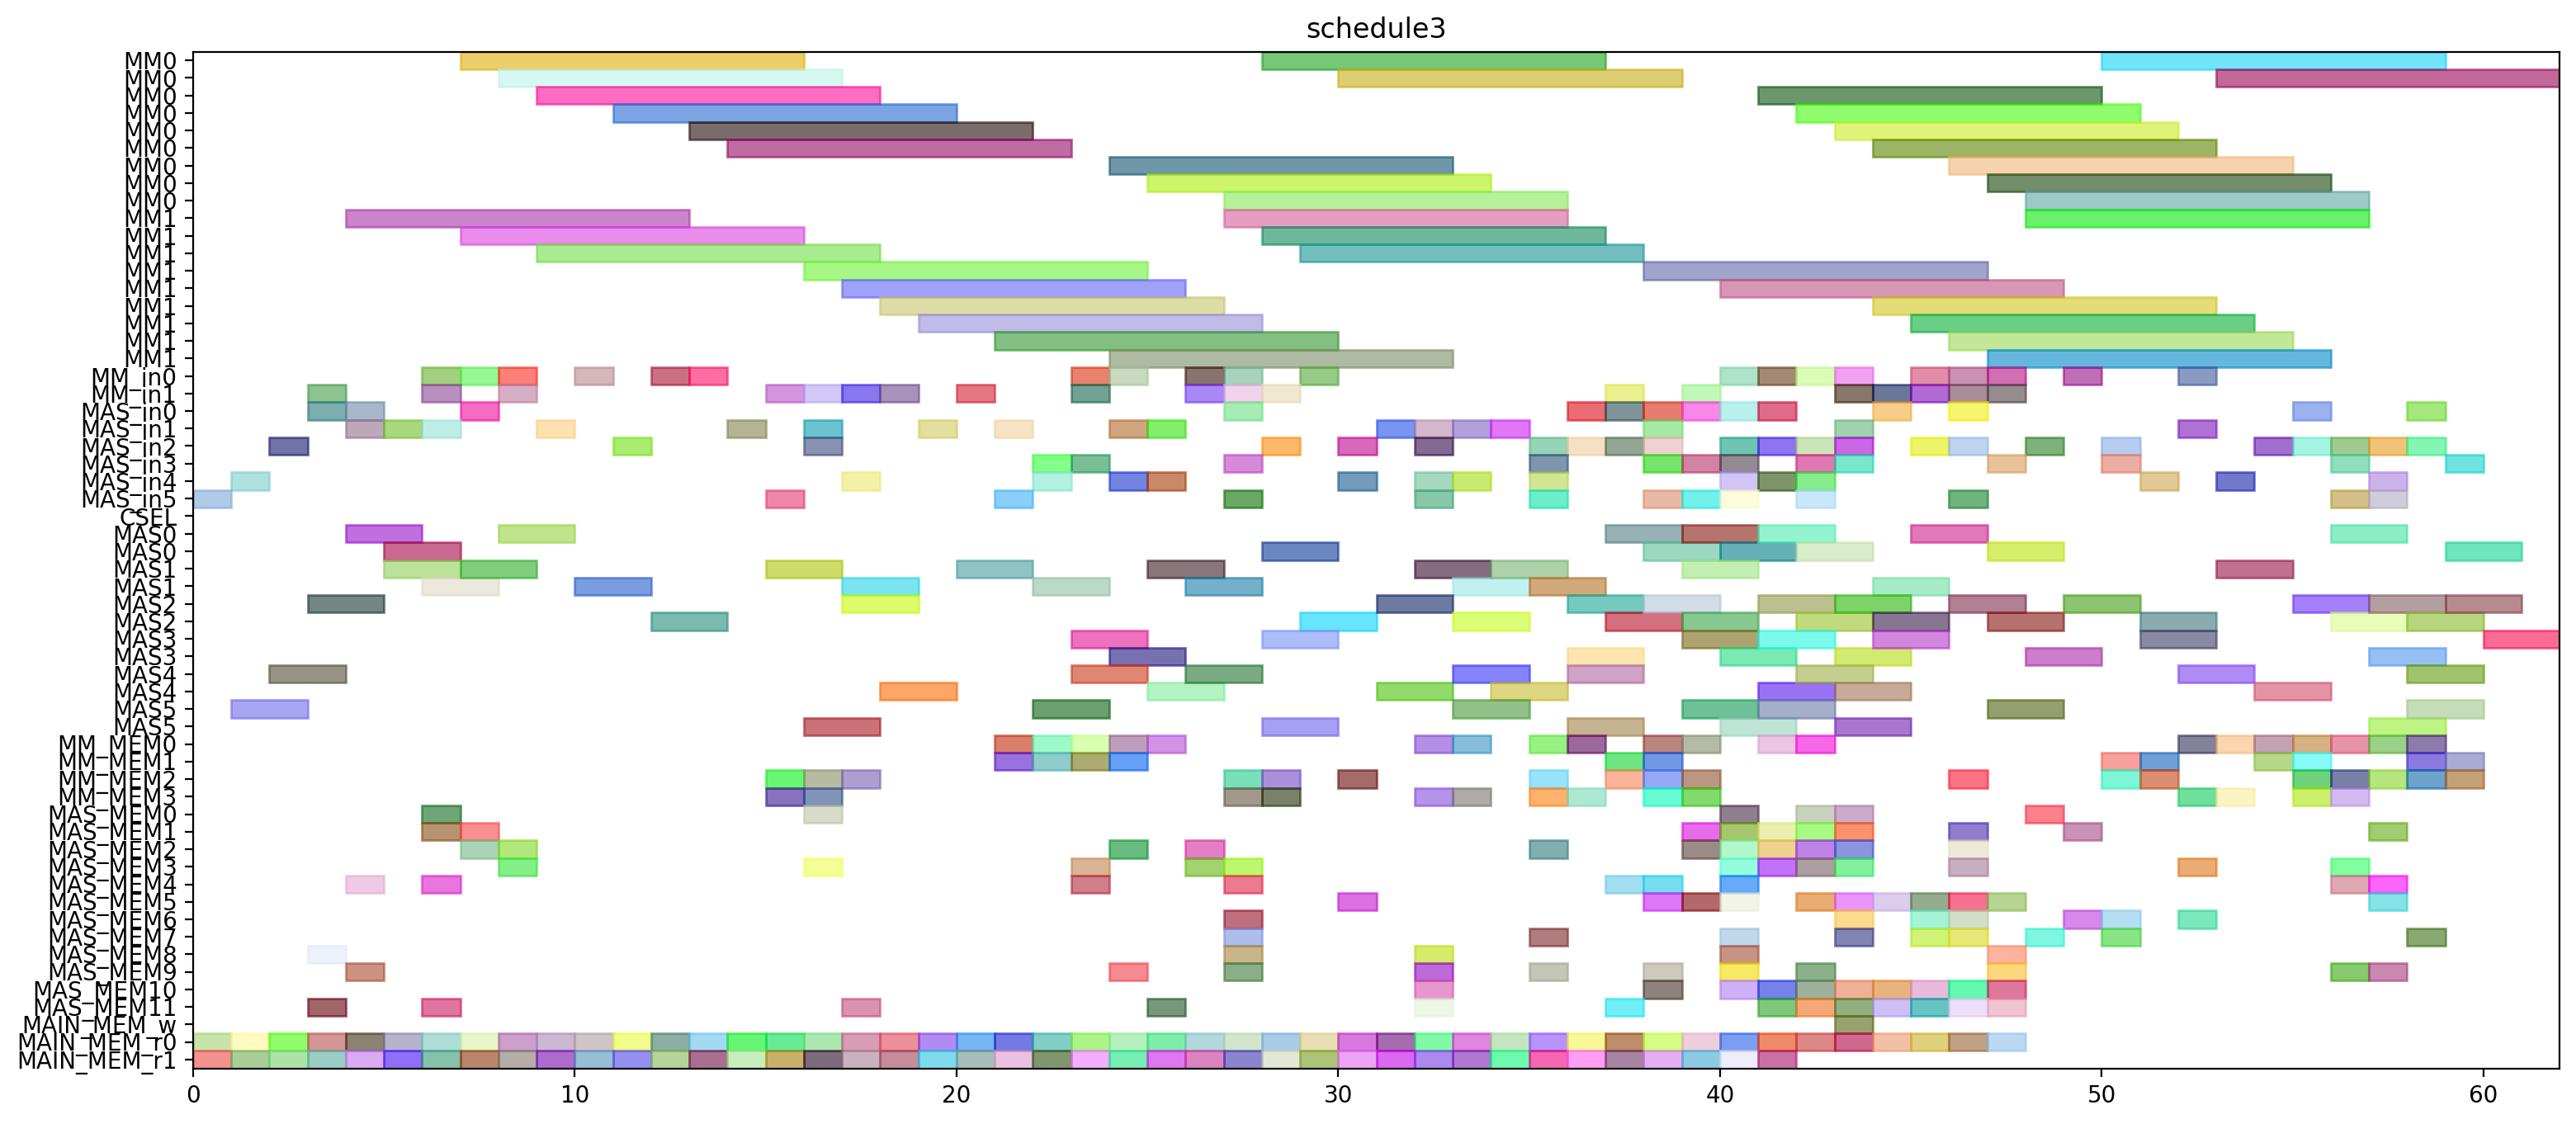 schedule3
MM0
MM0
MM0
MM0
MM0
MM0
MM0
MM0
MM0
MM1
MM1
MM1
MM1
MM1
MM1
MM1
MM1
MM1
MM_in0
MM_in1
MAS_in0
MAS_in1
MAS_in2
MAS_in3
MAS_in4
MAS_in5
CSEL
MAS0
MAS0
MAS1
MAS1
MAS2
MAS2
MAS3
MAS3
MAS4
MAS4
MAS5
MAS5
MM_MEM0
MM_MEM1
MM_MEM2
MM_MEM3
MAS_MEM0
MAS_MEM1
MAS_MEM2
MAS_MEM3
MAS_MEM4
MAS_MEM5
MAS_MEM6
MAS_MEM7
MAS_MEM8
MAS_MEM9
MAS_MEM10
MAS_MEM11
MAIN_MEM_w
MAIN_MEM_r0
MAIN_MEM_r1
0 10 20 30 40 50 60